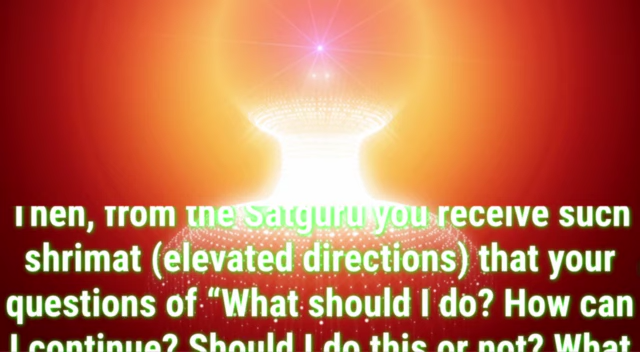 Then, from the Satguru you receive such
shrimat (elevated directions) that your
questions of “What should I do? How can
I continue? Should I do this or not? What